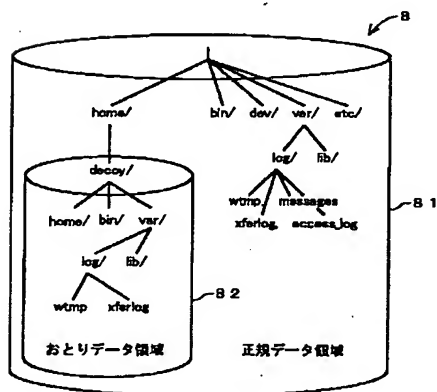 8
/
home/ bin/ dev/ var/ etc/
decoy/
log/ lib/
home/ bin/ var/
wtmp messages
xferlog access_log
81
log/ lib/
82
wtmp xferlog
おとりデータ領域 正規データ領域